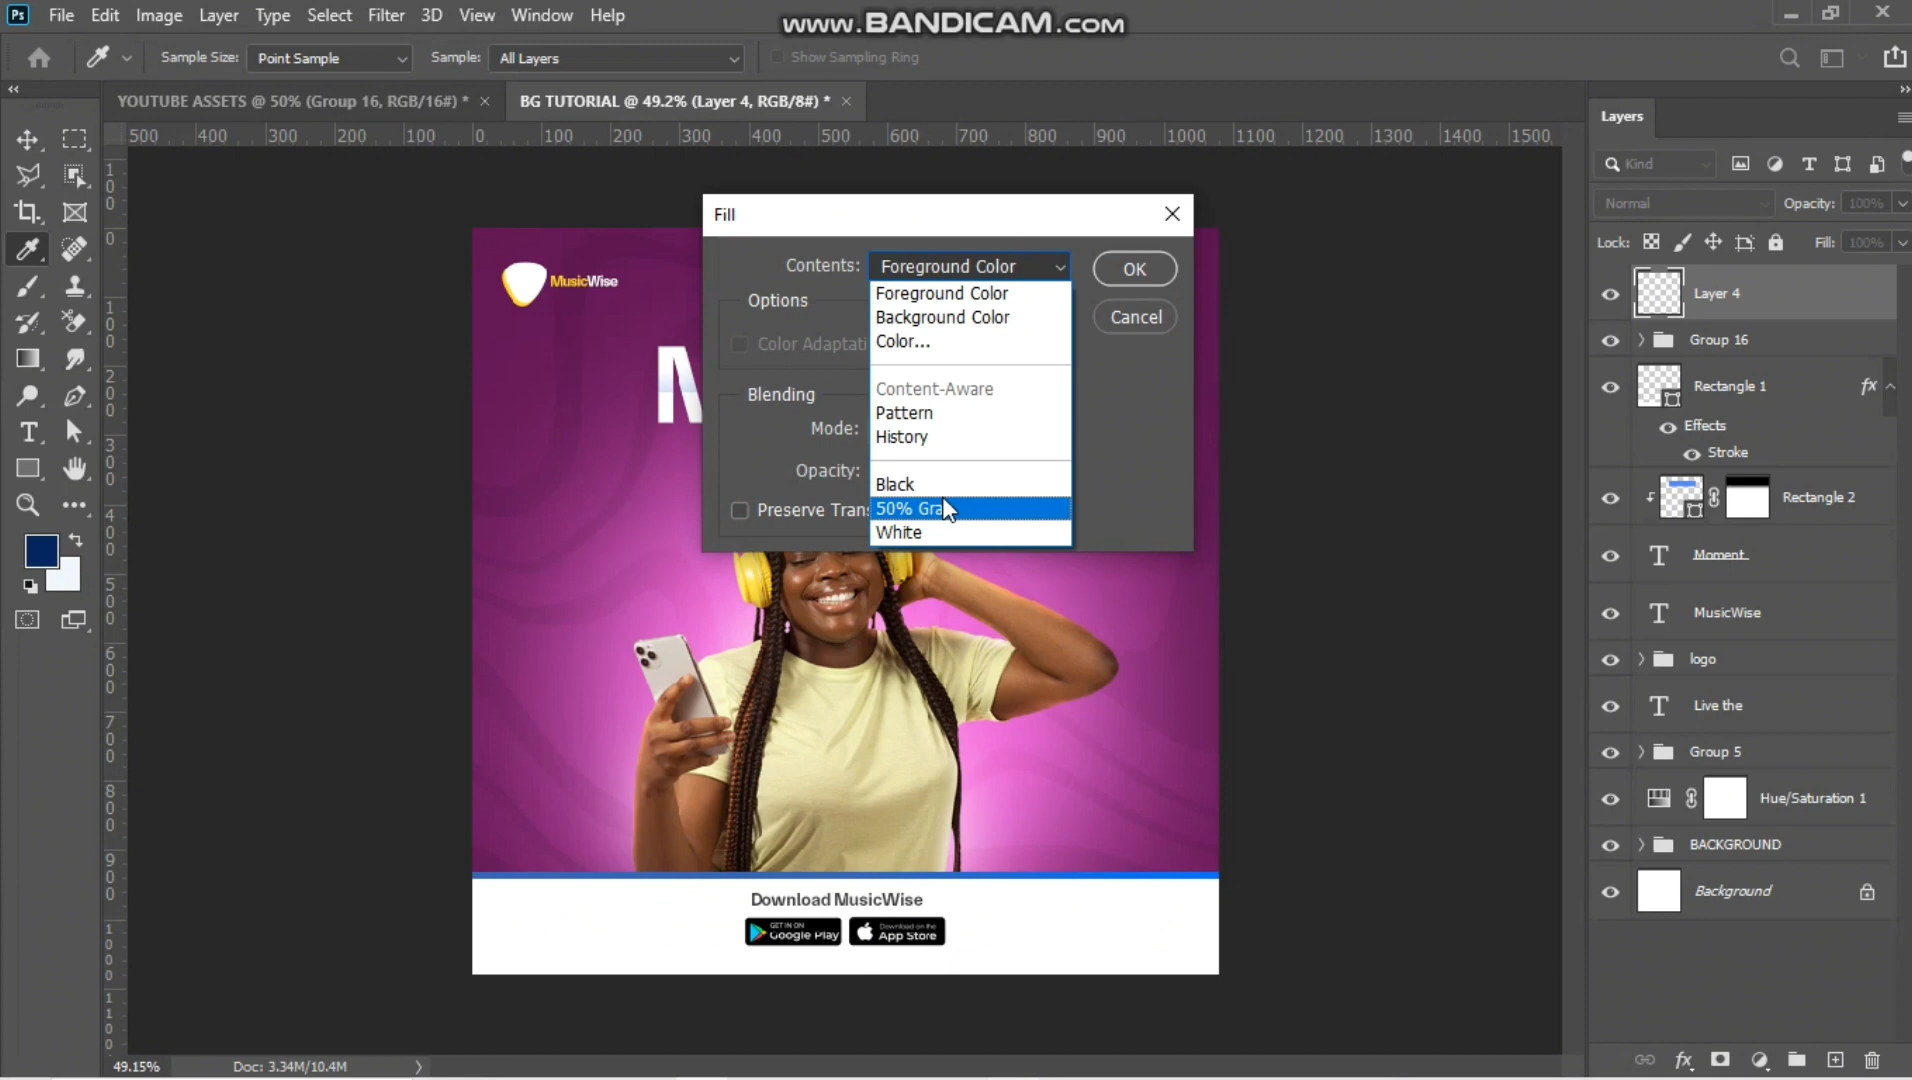 Ps File Edit Image Layer Type Select Filter 3D View Window Help
www.BANDICAM.com
Sample Size: Point Sample Sample: All Layers Show Sampling Ring
YOUTUBE ASSETS @ 50% (Group 16, RGB/16#) * × BG TUTORIAL @ 49.2% (Layer 4, RGB/8#) * ×
500 400 300 200 100 0 100 200 300 400 500 600 700 800 900 1000 1100 1200 1300 1400 1500
Fill
Contents: Foreground Color
OK
Cancel
Foreground Color
Background Color
Color...
Content-Aware
Pattern
History
Black
50% Gra
White
Options
Color Adaptati
Blending
Mode:
Opacity:
Preserve Trans
MusicWise
M
Download MusicWise
GET IN ON
Google Play
Download on the
App Store
Layers
Kind
Normal Opacity: 100%
Lock: Fill: 100%
Layer 4
Group 16
Rectangle 1 fx
Effects
Stroke
Rectangle 2
Moment
MusicWise
logo
Live the
Group 5
Hue/Saturation 1
BACKGROUND
Background
49.15% Doc: 3.34M/10.4M